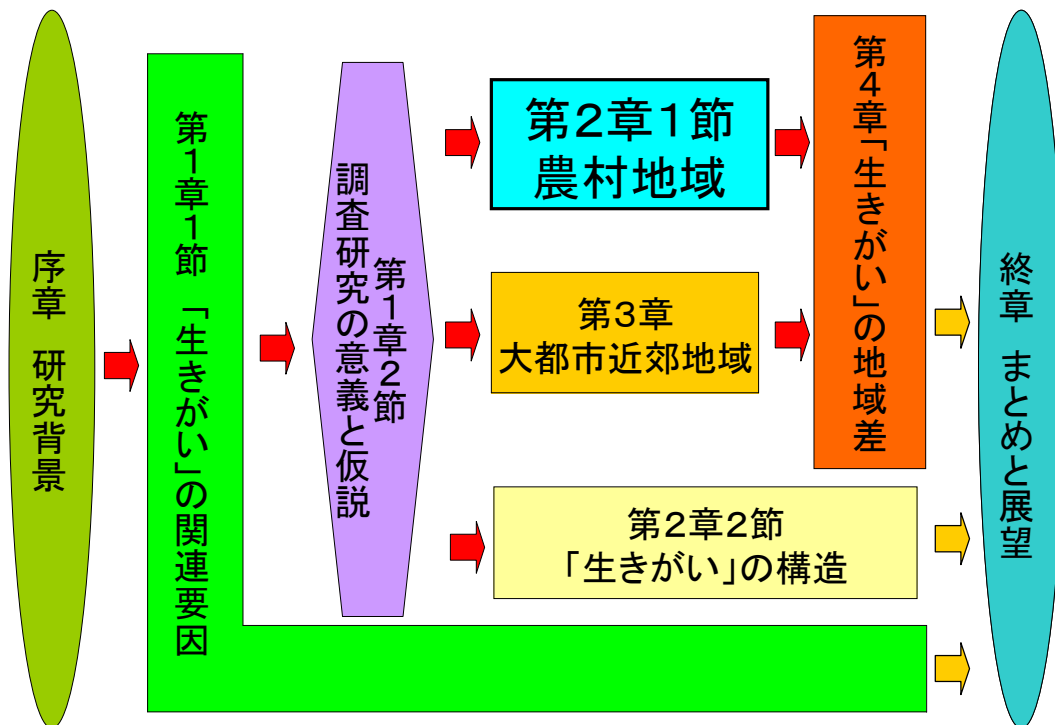 序章　研究背景
第１章１節　「生きがい」の関連要因
第１章２節
調査研究の意義と仮説
第２章１節
農村地域
第３章
大都市近郊地域
第２章２節
「生きがい」の構造
第４章「生きがい」の地域差
終章　まとめと展望